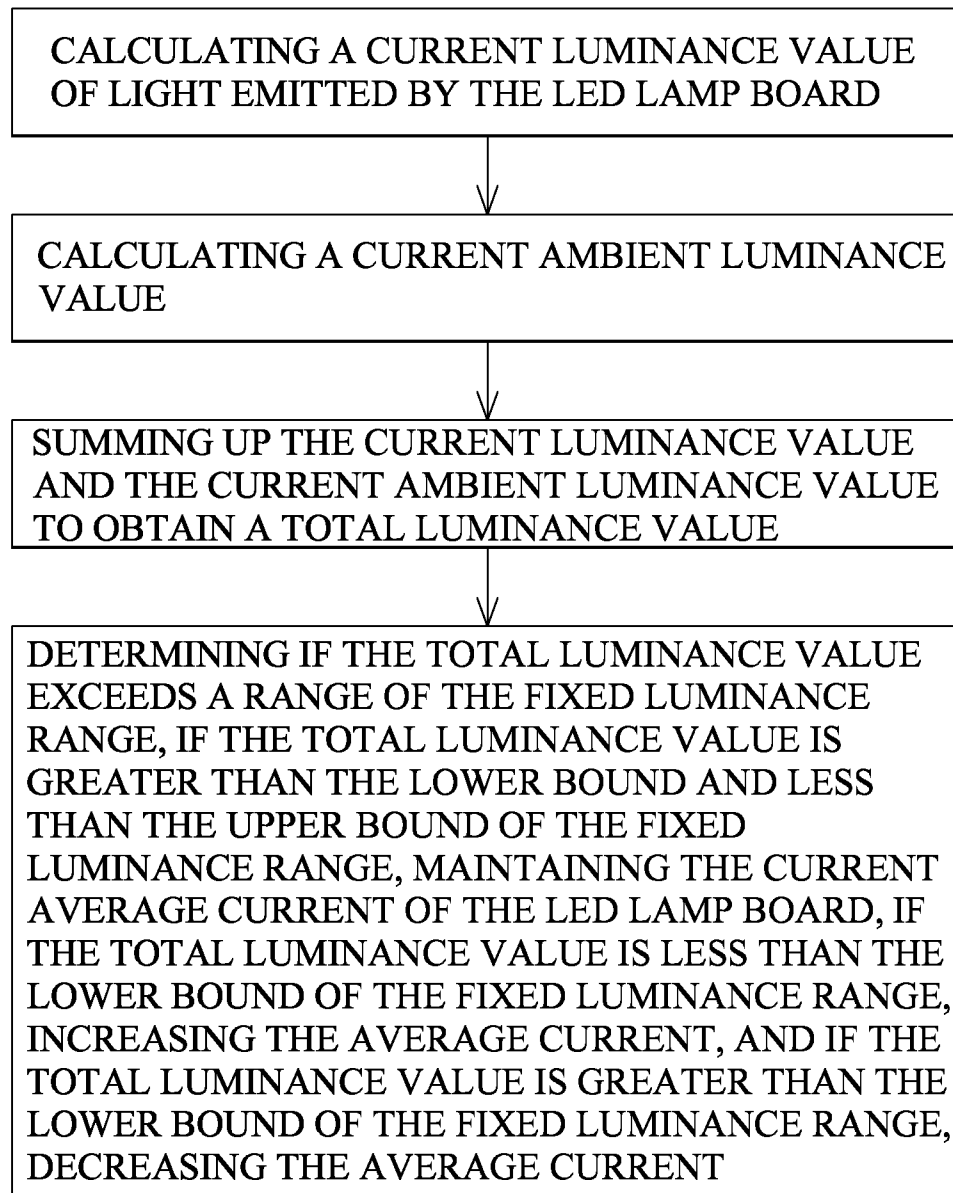 CALCULATING A CURRENT LUMINANCE VALUE
OF LIGHT EMITTED BY THE LED LAMP BOARD
CALCULATING A CURRENT AMBIENT LUMINANCE
VALUE
SUMMING UP THE CURRENT LUMINANCE VALUE
AND THE CURRENT AMBIENT LUMINANCE VALUE
TO OBTAIN A TOTAL LUMINANCE VALUE
DETERMINING IF THE TOTAL LUMINANCE VALUE
EXCEEDS A RANGE OF THE FIXED LUMINANCE
RANGE, IF THE TOTAL LUMINANCE VALUE IS
GREATER THAN THE LOWER BOUND AND LESS
THAN THE UPPER BOUND OF THE FIXED
LUMINANCE RANGE, MAINTAINING THE CURRENT
AVERAGE CURRENT OF THE LED LAMP BOARD, IF
THE TOTAL LUMINANCE VALUE IS LESS THAN THE
LOWER BOUND OF THE FIXED LUMINANCE RANGE,
INCREASING THE AVERAGE CURRENT, AND IF THE
TOTAL LUMINANCE VALUE IS GREATER THAN THE
LOWER BOUND OF THE FIXED LUMINANCE RANGE,
DECREASING THE AVERAGE CURRENT